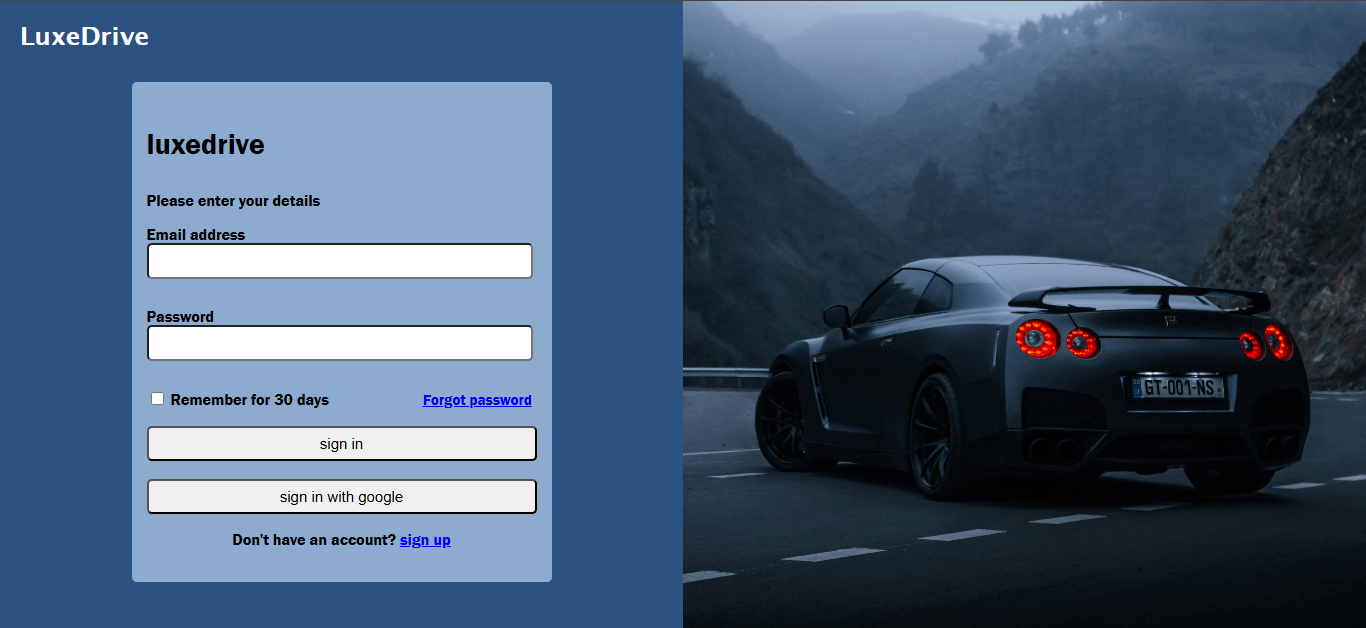 LuxeDrive
luxedrive
Please enter your details
Email address
Password
Remember for 30 days Forgot password
sign in
sign in with google
Don't have an account? sign up
GT-001-NS